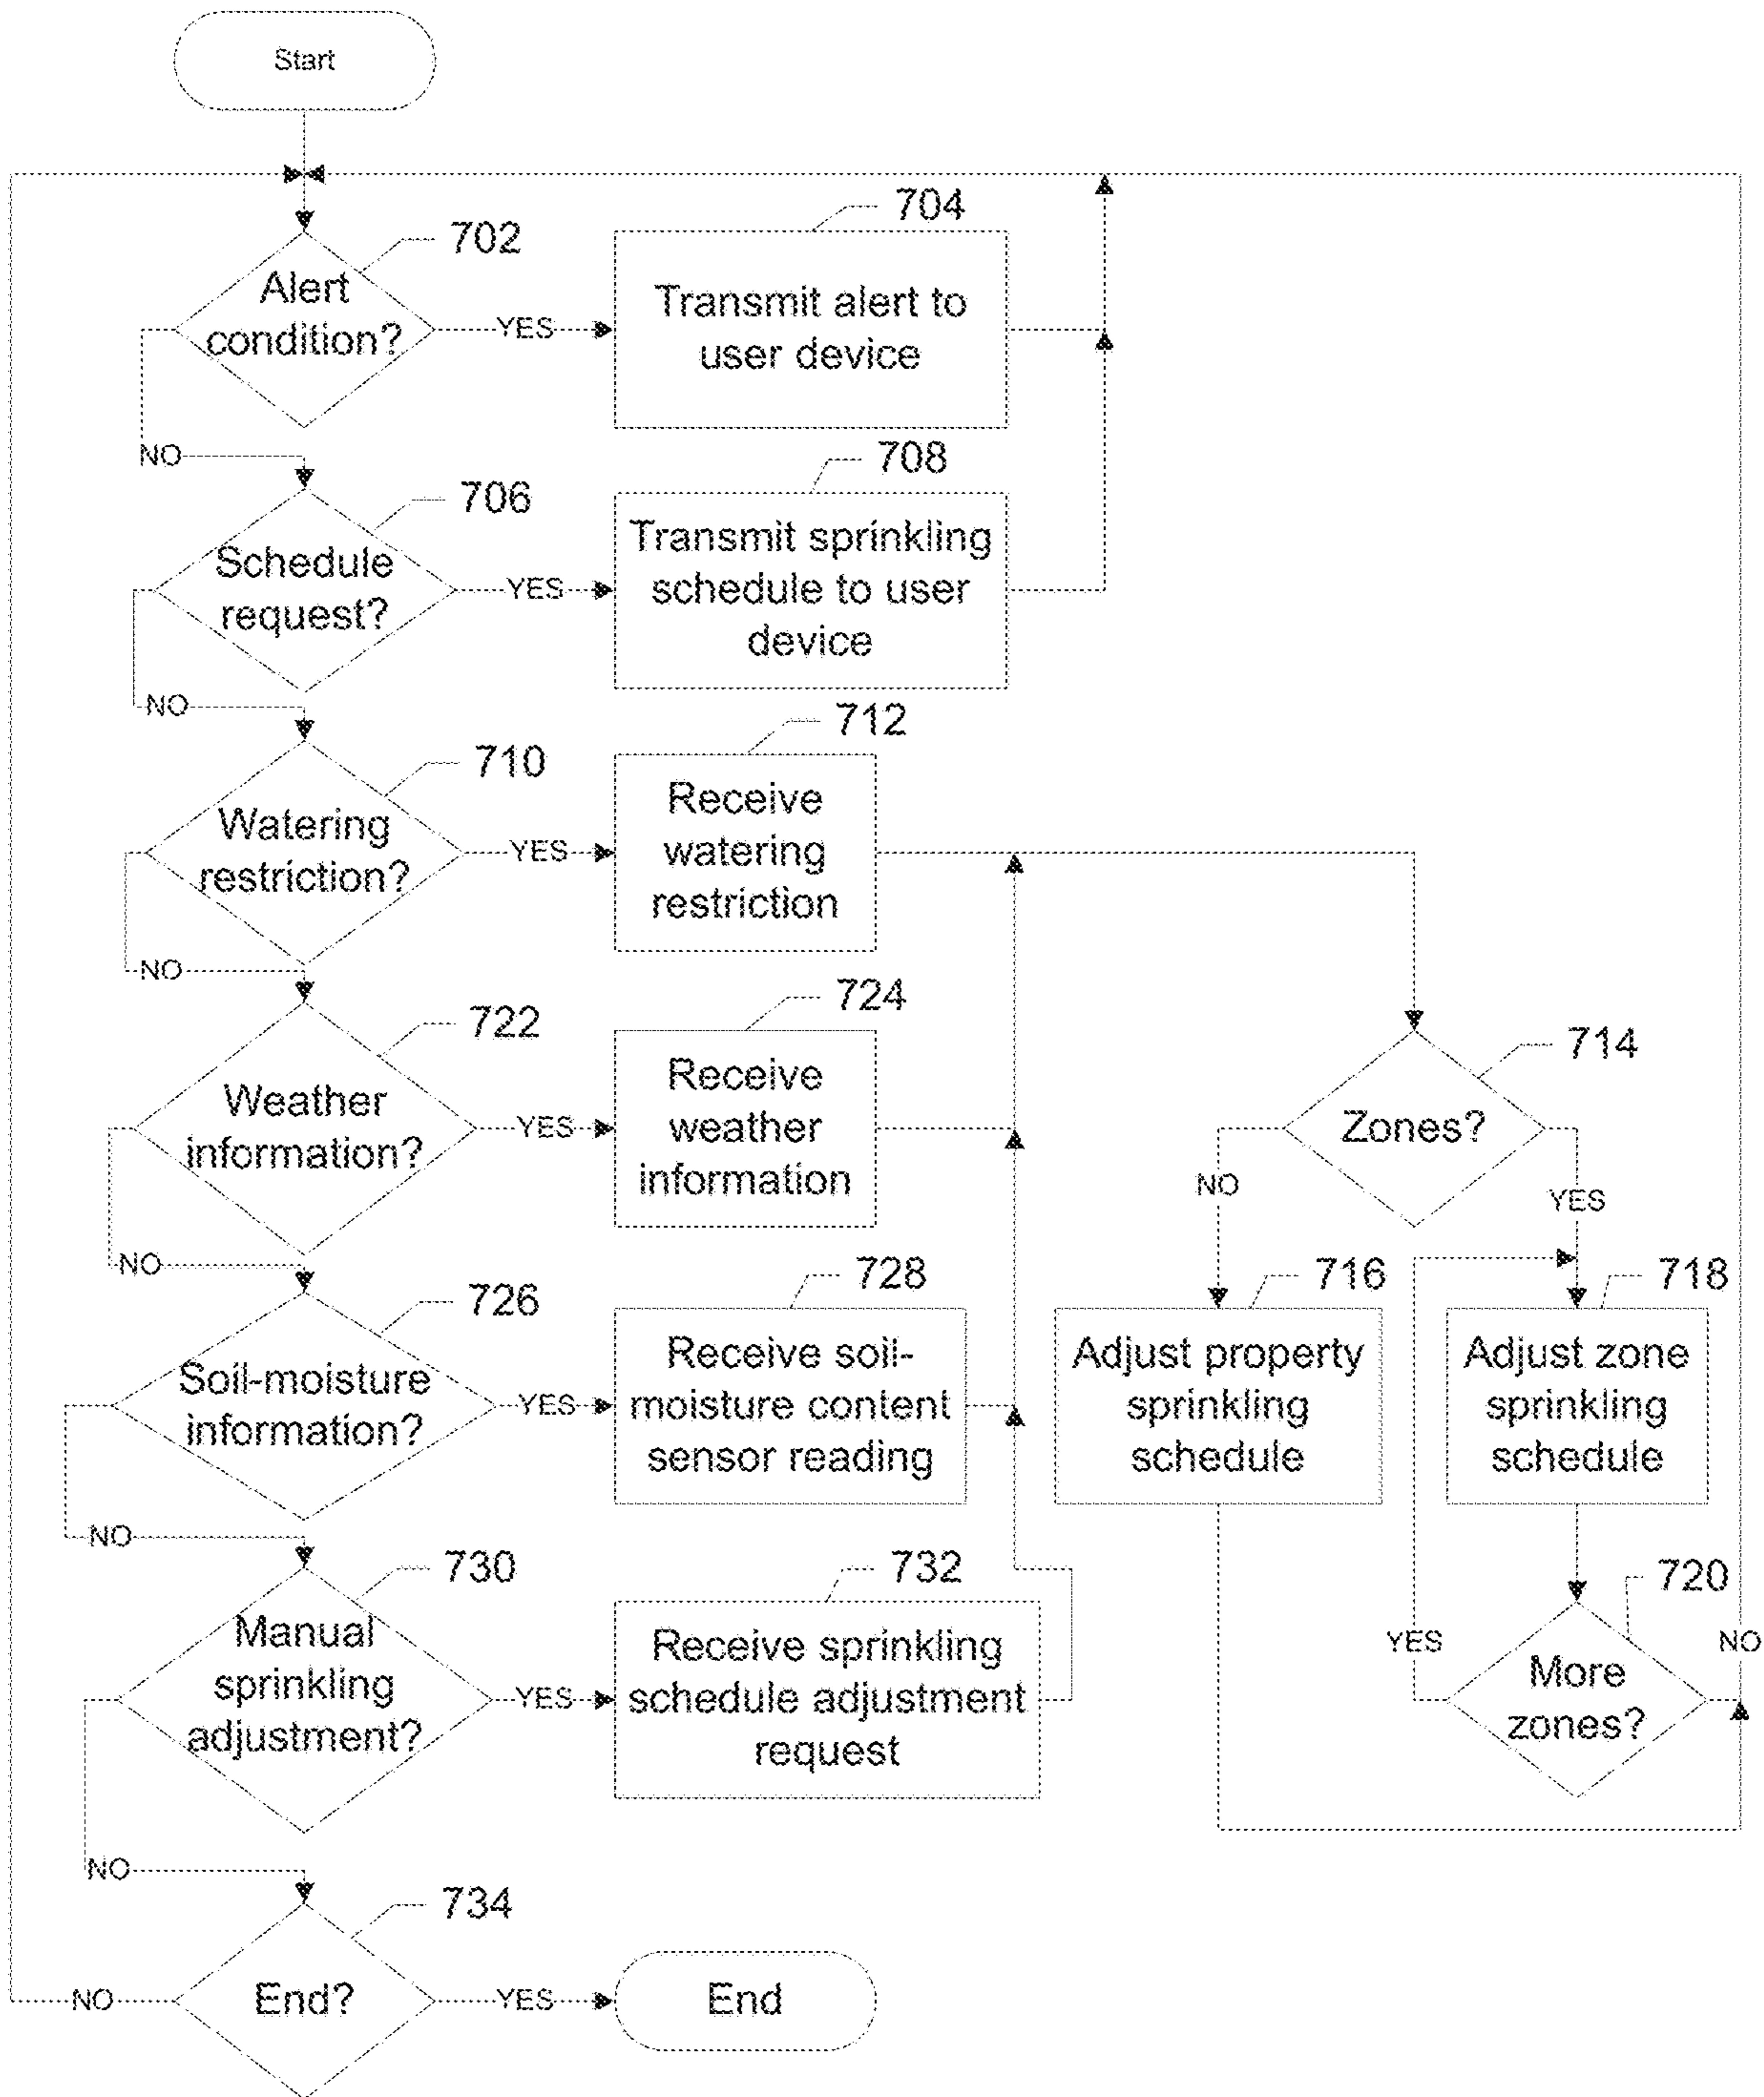 Start
702
Alert
condition?
YES
NO
704
Transmit alert to
user device
706
Schedule
request?
YES
NO
708
Transmit sprinkling
schedule to user
device
710
Watering
restriction?
YES
NO
712
Receive
watering
restriction
722
Weather
information?
YES
NO
724
Receive
weather
information
714
Zones?
NO
YES
726
Soil-moisture
information?
YES
NO
728
Receive soil-
moisture content
sensor reading
716
Adjust property
sprinkling
schedule
718
Adjust zone
sprinkling
schedule
730
Manual
sprinkling
adjustment?
YES
NO
732
Receive sprinkling
schedule adjustment
request
720
More
zones?
YES
NO
734
End?
NO
YES
End